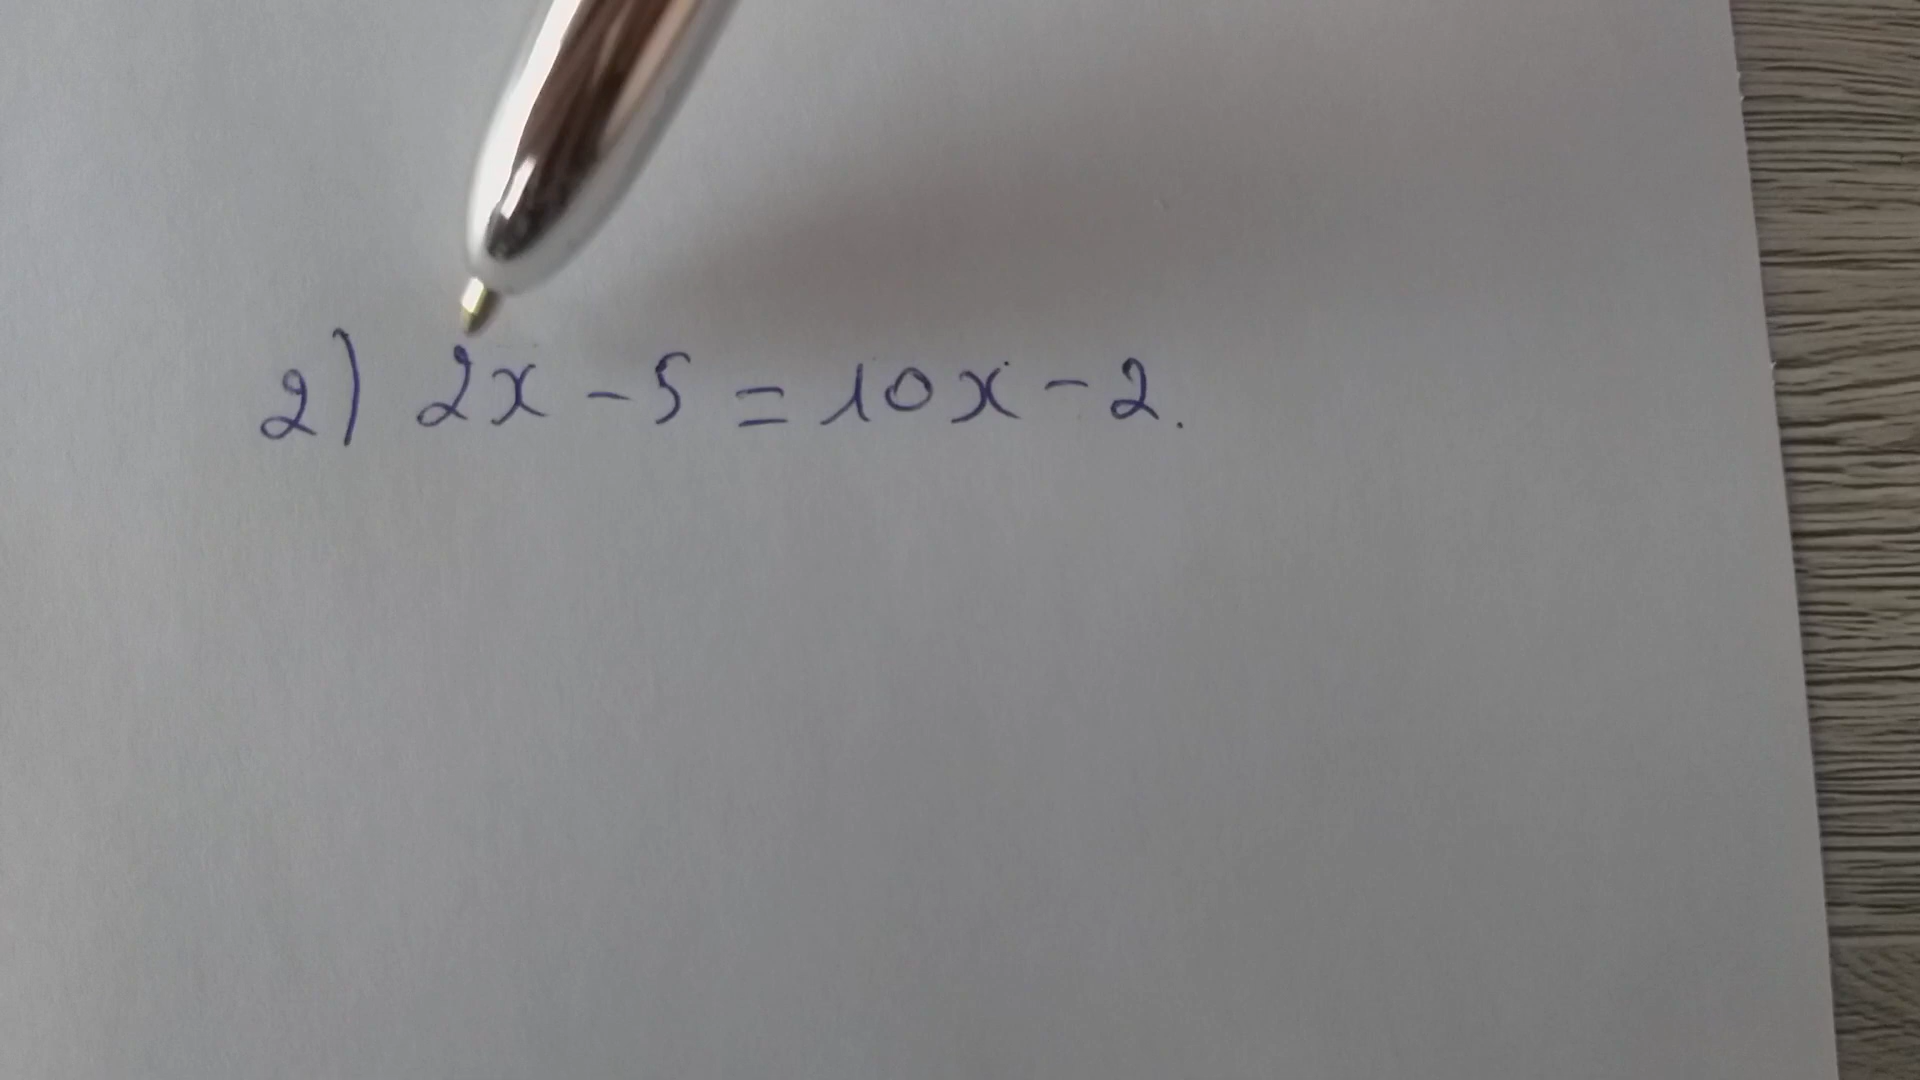 2) 2x - 5 = 10x - 2.